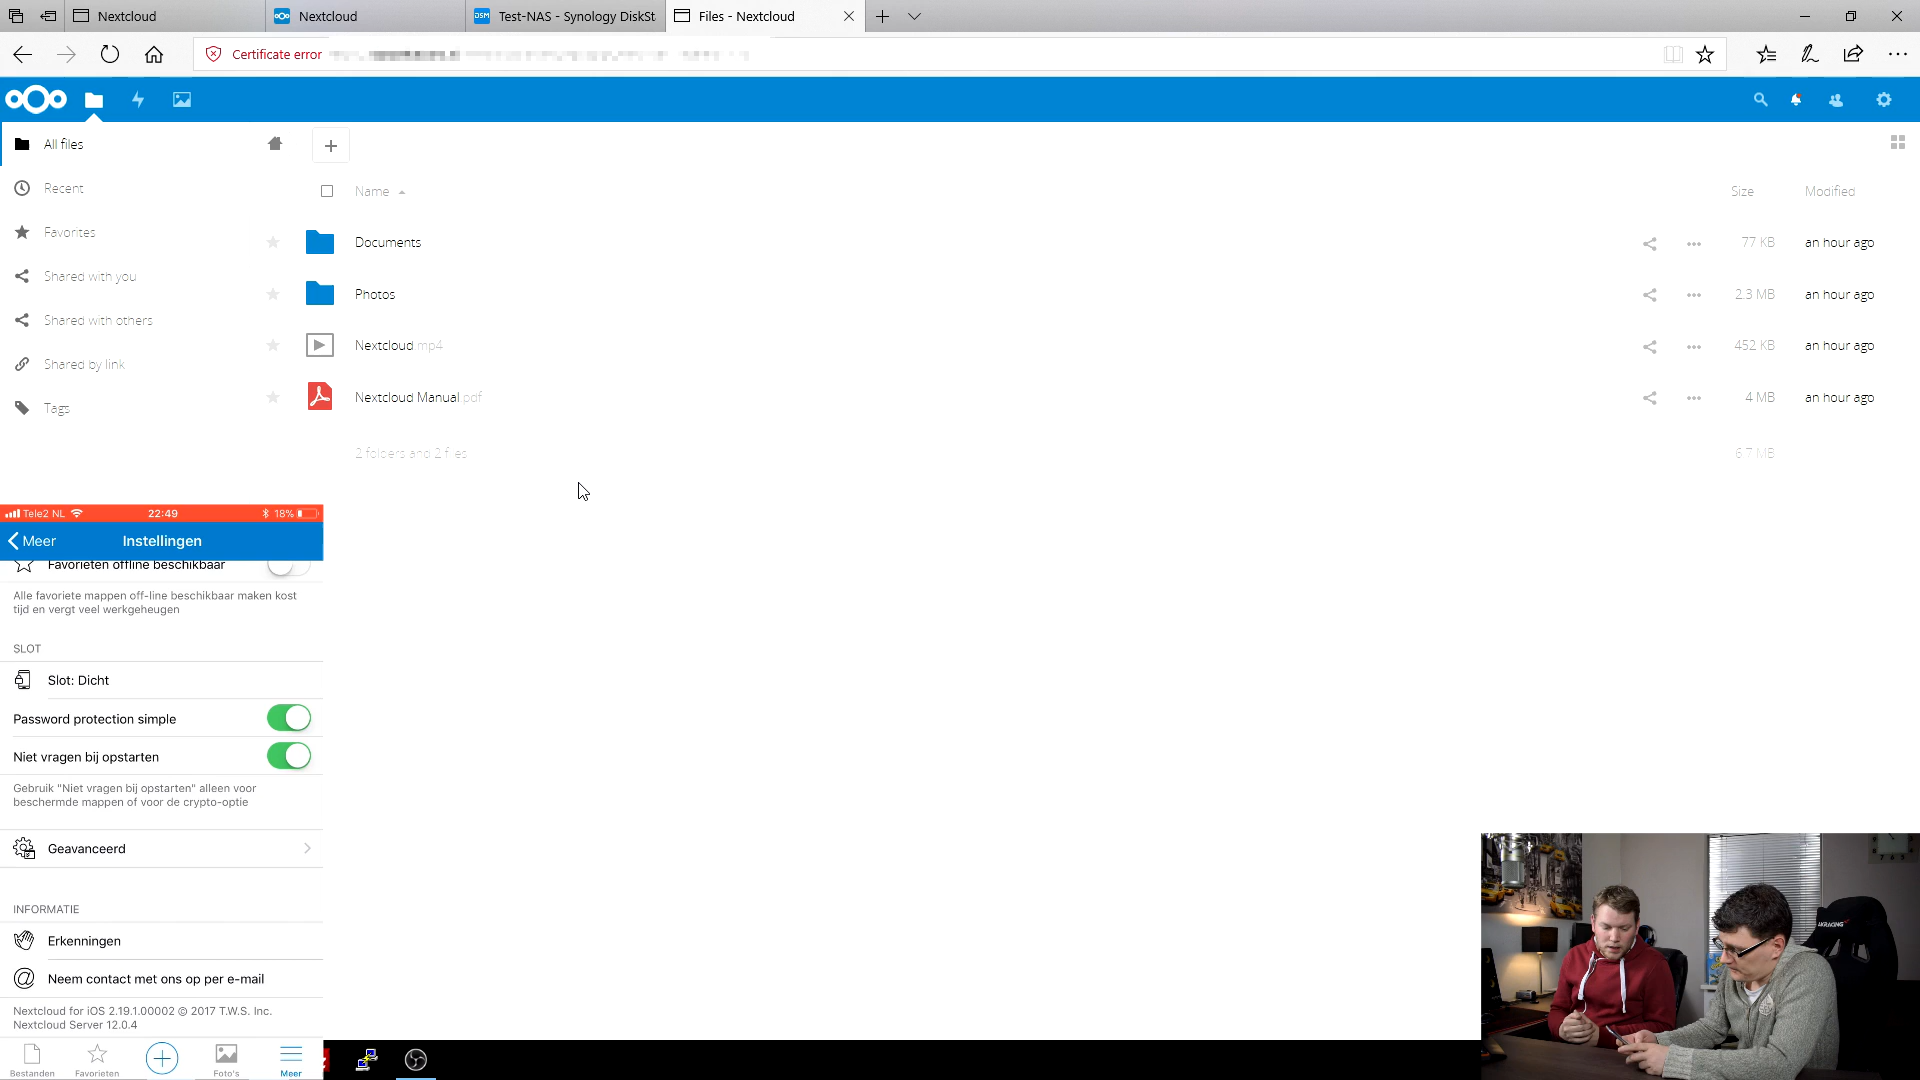 Nextcloud
Nextcloud
DSM Test-NAS - Synology DiskSt
Files - Nextcloud
Certificate error
All files
Recent
Favorites
Shared with you
Shared with others
Shared by link
Tags
Name Size Modified
Documents 77 KB an hour ago
Photos 2.3 MB an hour ago
Nextcloud.mp4 452 KB an hour ago
Nextcloud Manual.pdf 4 MB an hour ago
2 folders and 2 files 6.7 MB
Tele2 NL 22:49 18%
Meer Instellingen
Favorieten offline beschikbaar
Alle favoriete mappen off-line beschikbaar maken kost
tijd en vergt veel werkgeheugen
SLOT
Slot: Dicht
Password protection simple
Niet vragen bij opstarten
Gebruik "Niet vragen bij opstarten" alleen voor
beschermde mappen of voor de crypto-optie
Geavanceerd
INFORMATIE
Erkenningen
Neem contact met ons op per e-mail
Nextcloud for iOS 2.19.1.00002 © 2017 T.W.S. Inc.
Nextcloud Server 12.0.4
Bestanden Favorieten Foto's Meer
AKRACING